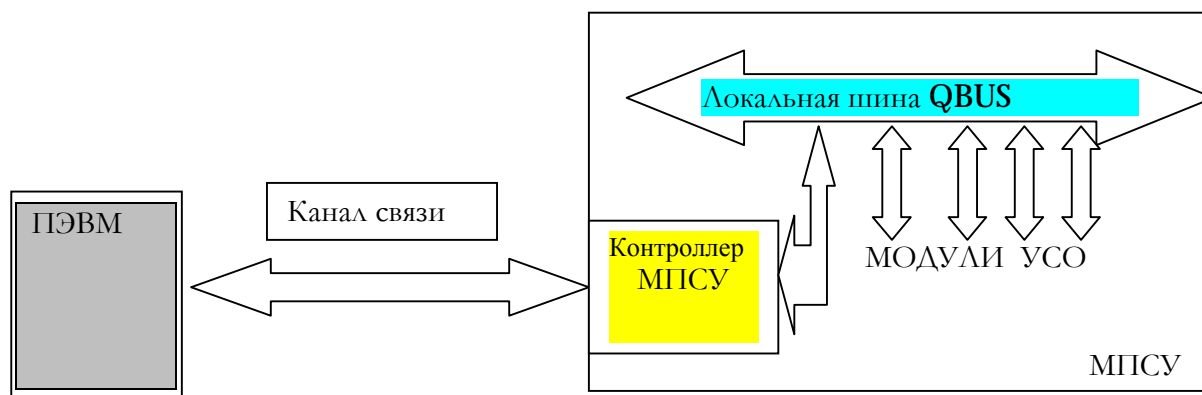 Локальная шина QBUS
ПЭВМ
Канал связи
Контроллер
МПСУ
МОДУЛИ УСО
МПСУ